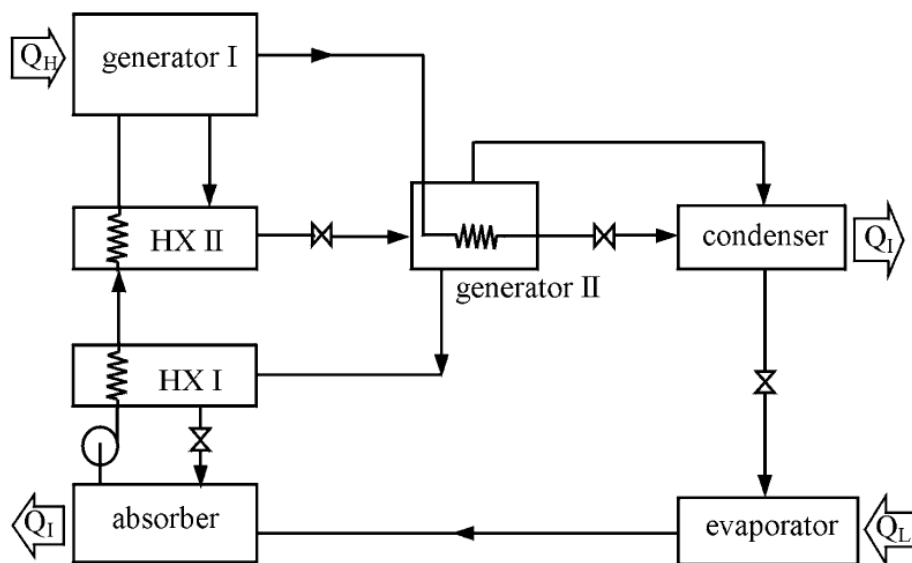 Q_H
generator I
HX II
condenser
Q_I
generator II
HX I
Q_I
absorber
evaporator
Q_L